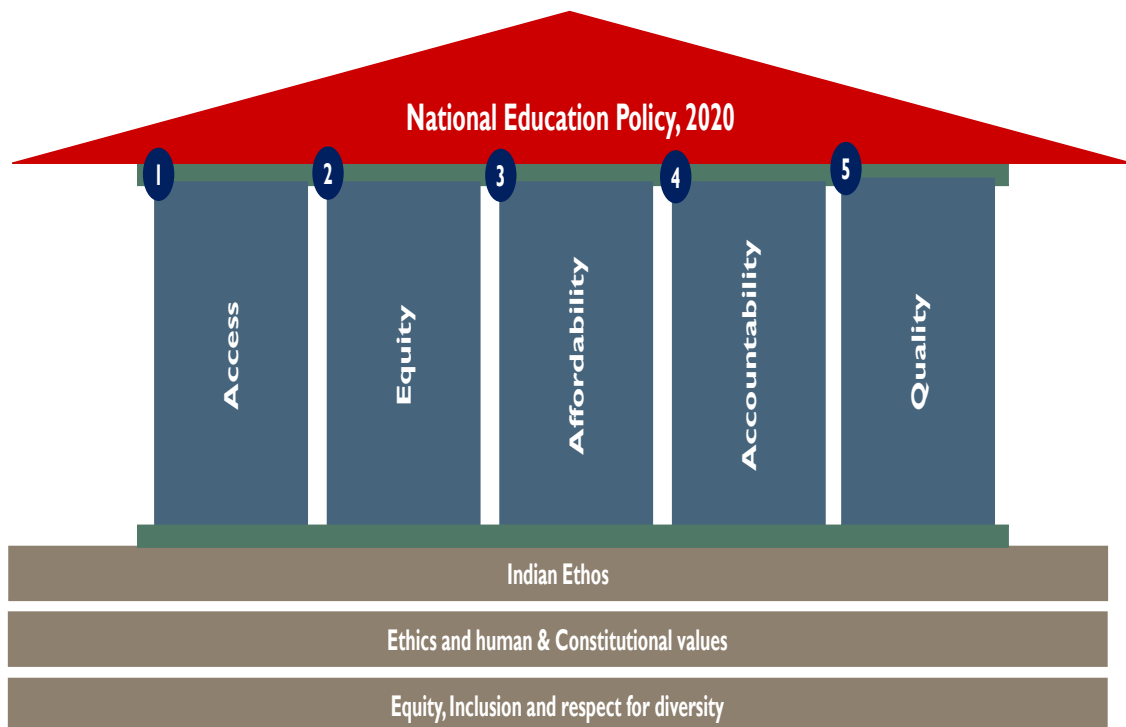 National Education Policy, 2020
1
2
3
4
5
Access
Equity
Affordability
Accountability
Quality
Indian Ethos
Ethics and human & Constitutional values
Equity, Inclusion and respect for diversity